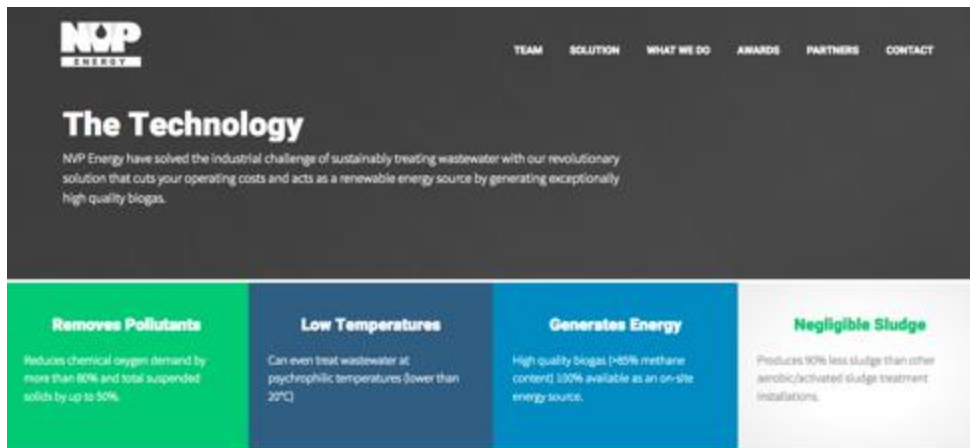 NVP
ENERGY
TEAM SOLUTION WHAT WE DO AWARDS PARTNERS CONTACT
The Technology
NVP Energy have solved the industrial challenge of sustainably treating wastewater with our revolutionary
solution that cuts your operating costs and acts as a renewable energy source by generating exceptionally
high quality biogas.
Removes Pollutants
Reduces chemical oxygen demand by
more than 80% and total suspended
solids by up to 50%.
Low Temperatures
Can even treat wastewater at
psychrophilic temperatures (lower than
20°C)
Generates Energy
High quality biogas (>85% methane
content) 100% available as an on-site
energy source.
Negligible Sludge
Produces 90% less sludge than other
aerobic/activated sludge treatment
installations.